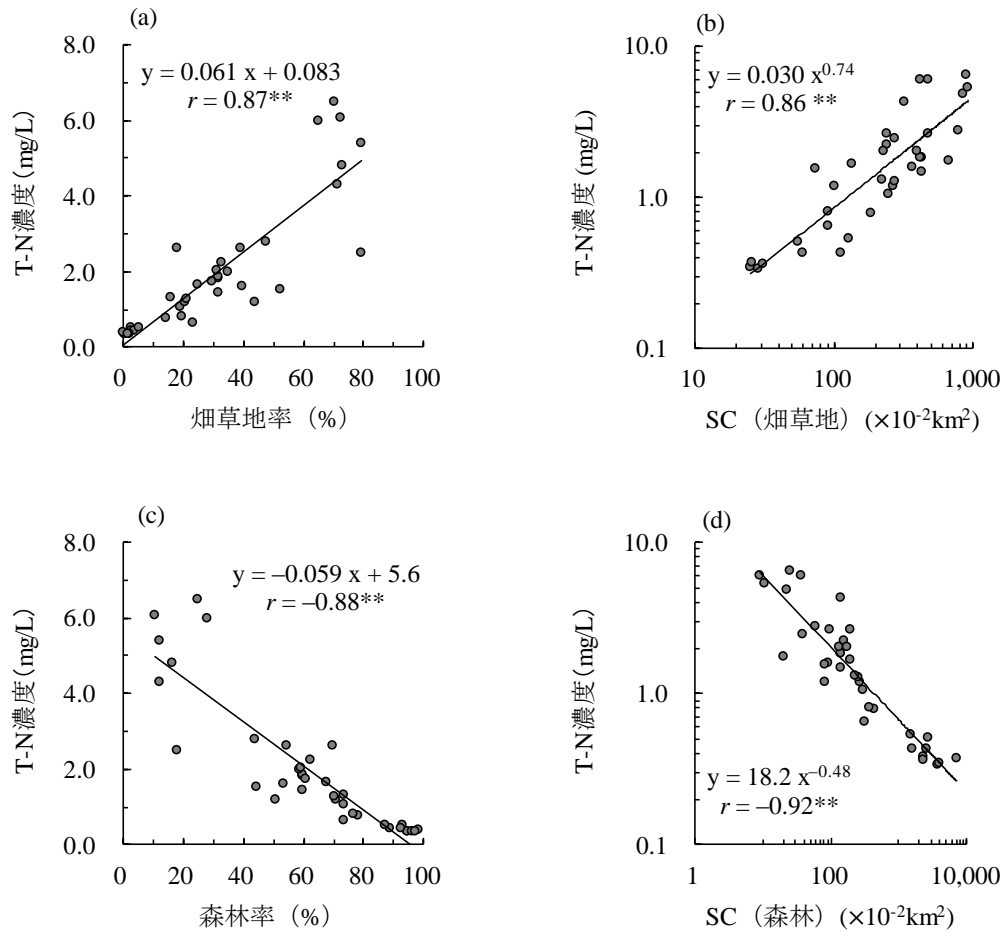 (a)
y = 0.061 x + 0.083
r = 0.87**
8.0
6.0
4.0
2.0
0.0
T-N濃度(mg/L)
0 20 40 60 80 100
畑草地率 (%)
(b)
y = 0.030 x^0.74
r = 0.86 **
10.0
1.0
0.1
T-N濃度 (mg/L)
10 100 1,000
SC (畑草地) (×10^-2km^2)
(c)
y = –0.059 x + 5.6
r = –0.88**
8.0
6.0
4.0
2.0
0.0
T-N濃度(mg/L)
0 20 40 60 80 100
森林率 (%)
(d)
10.0
1.0
0.1
T-N濃度(mg/L)
y = 18.2 x^–0.48
r = –0.92**
1 100 10,000
SC (森林) (×10^-2km^2)